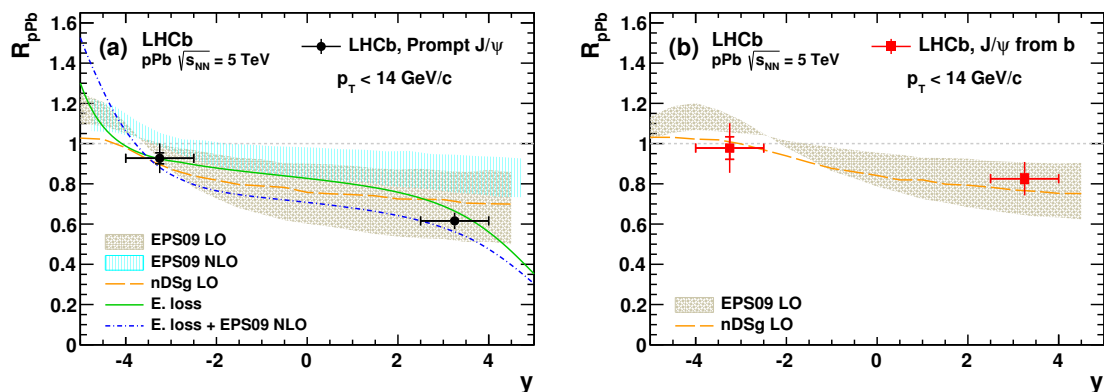 R_pPb
1.6
1.4
1.2
1
0.8
0.6
0.4
0.2
0
(a)
LHCb
pPb √s_NN = 5 TeV
LHCb, Prompt J/ψ
p_T < 14 GeV/c
EPS09 LO
EPS09 NLO
nDSg LO
E. loss
E. loss + EPS09 NLO
-4 -2 0 2 4
y
R_pPb
1.6
1.4
1.2
1
0.8
0.6
0.4
0.2
0
(b)
LHCb
pPb √s_NN = 5 TeV
LHCb, J/ψ from b
p_T < 14 GeV/c
EPS09 LO
nDSg LO
-4 -2 0 2 4
y